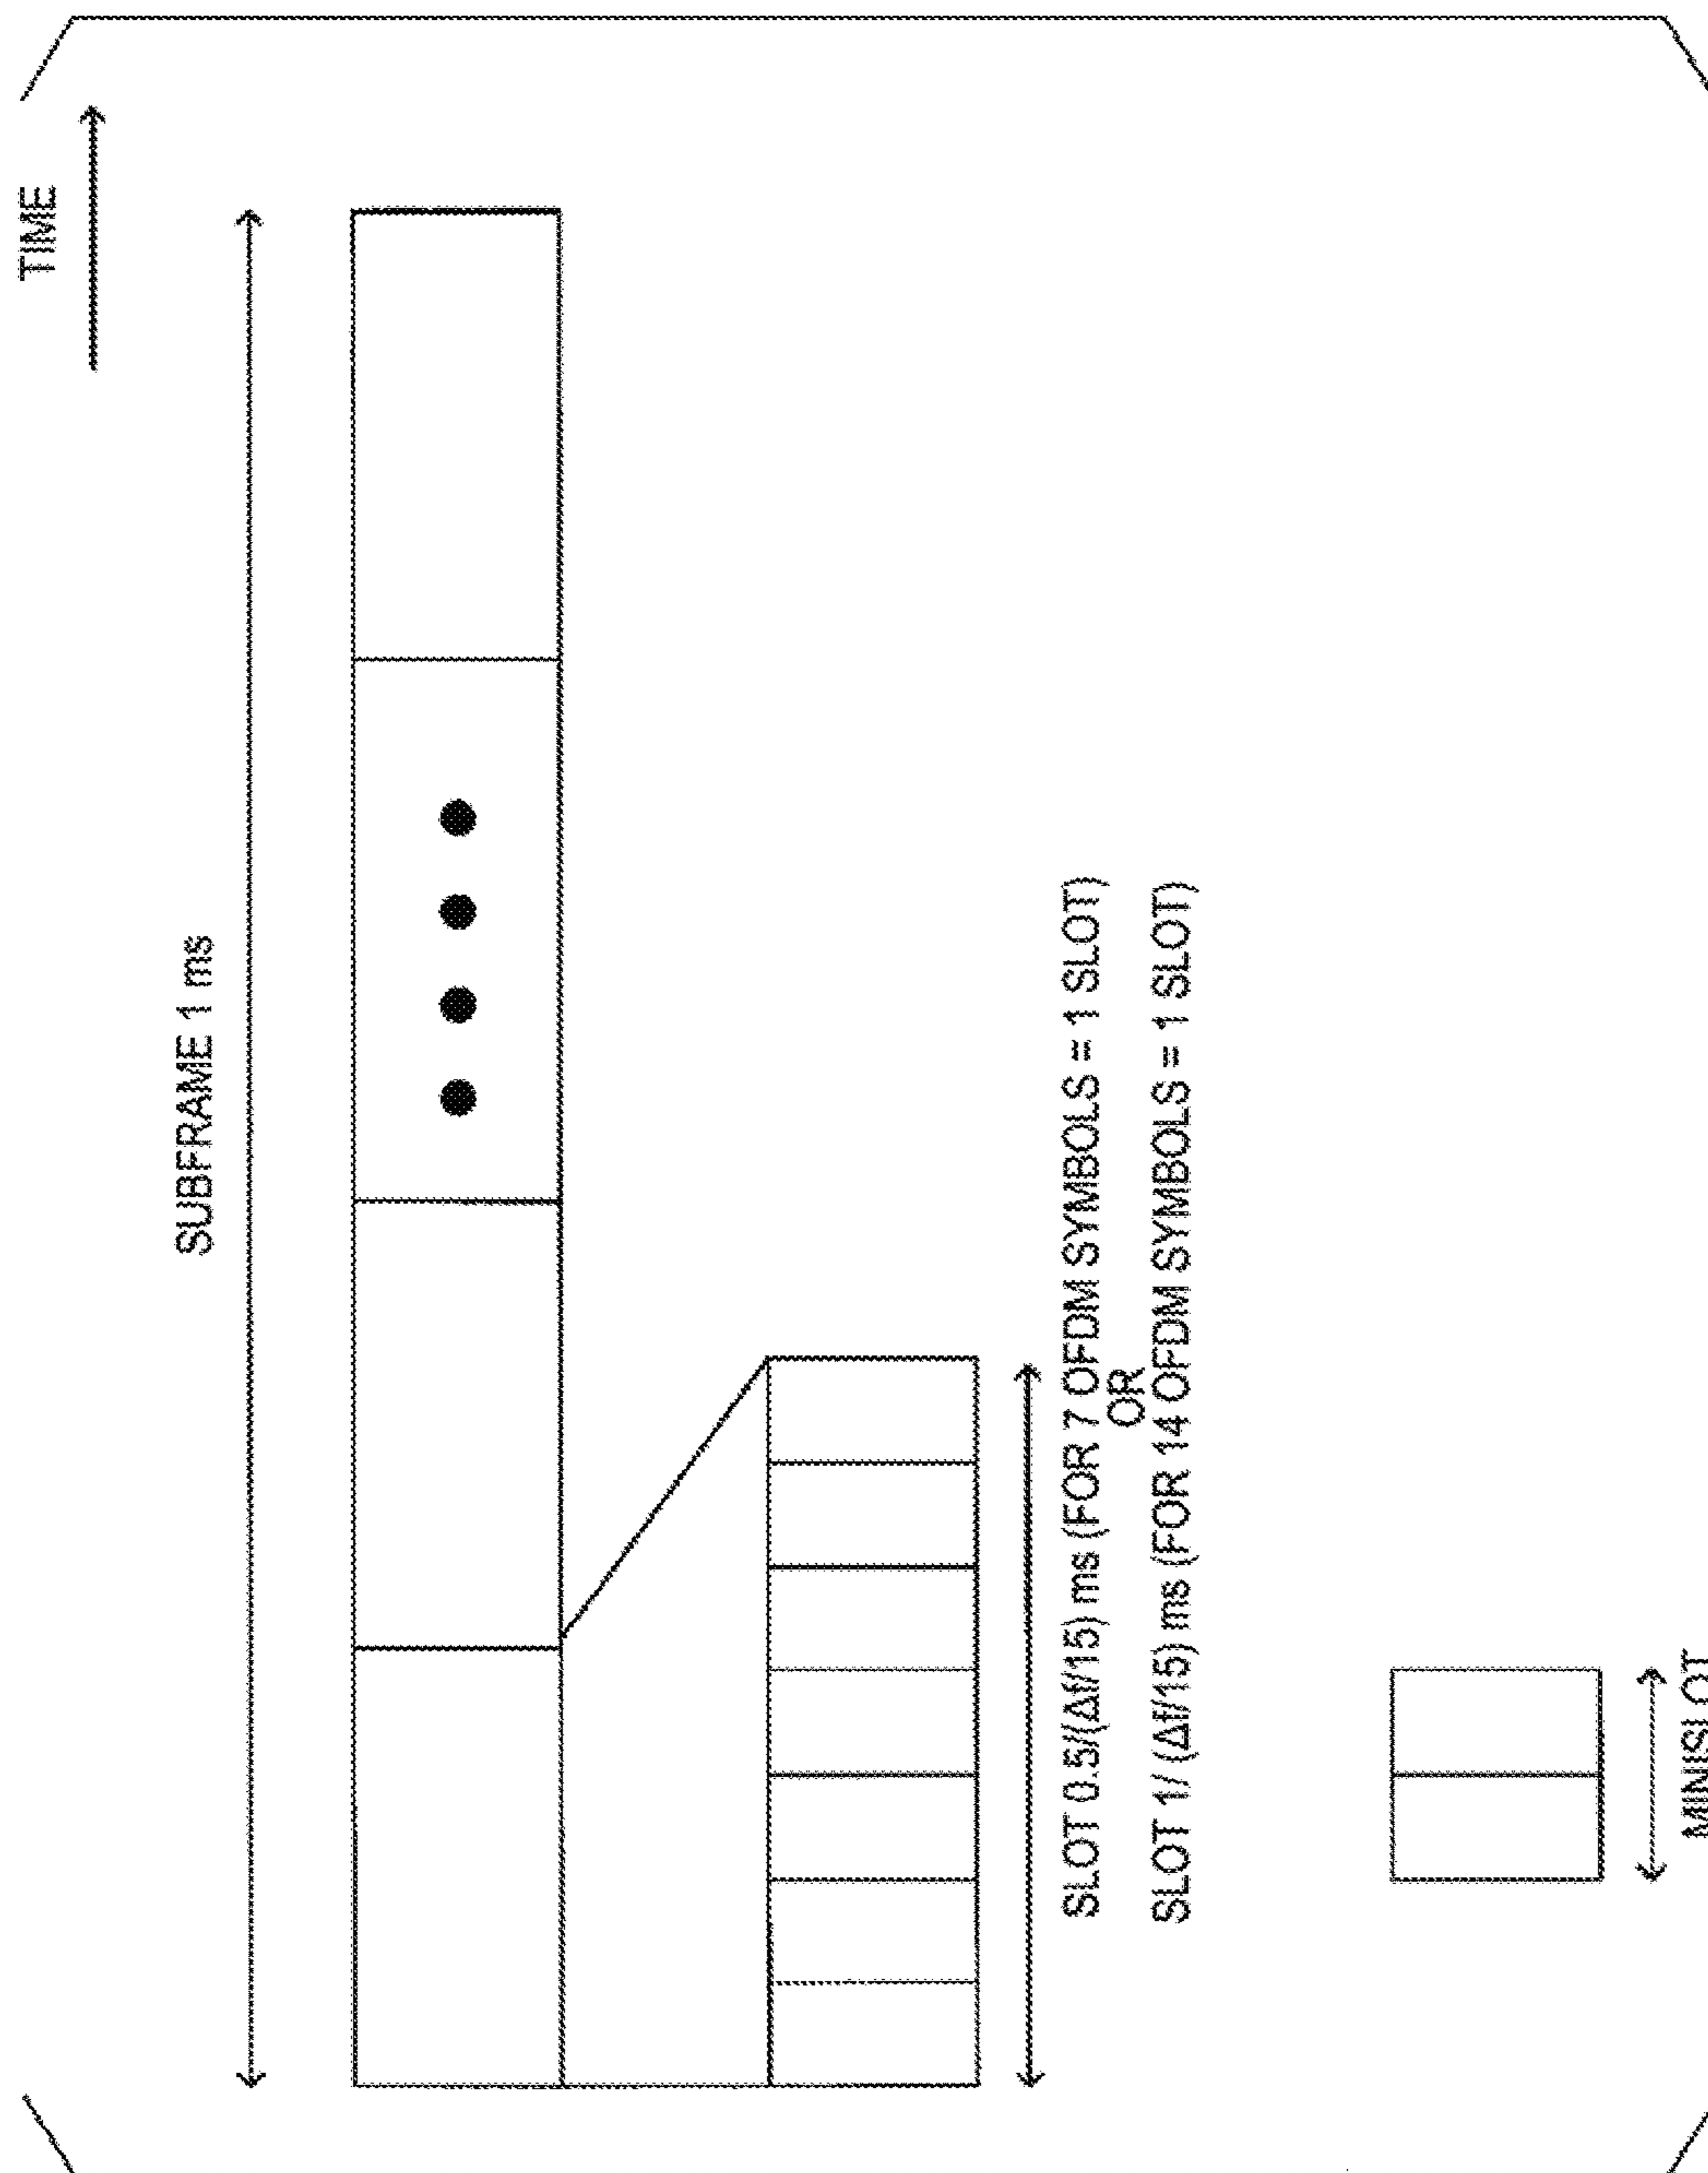 TIME
SUBFRAME 1 ms
SLOT 0.5/(Δf/15) ms (FOR 7 OFDM SYMBOLS = 1 SLOT)
OR
SLOT 1/ (Δf/15) ms (FOR 14 OFDM SYMBOLS = 1 SLOT)
MINISLOT